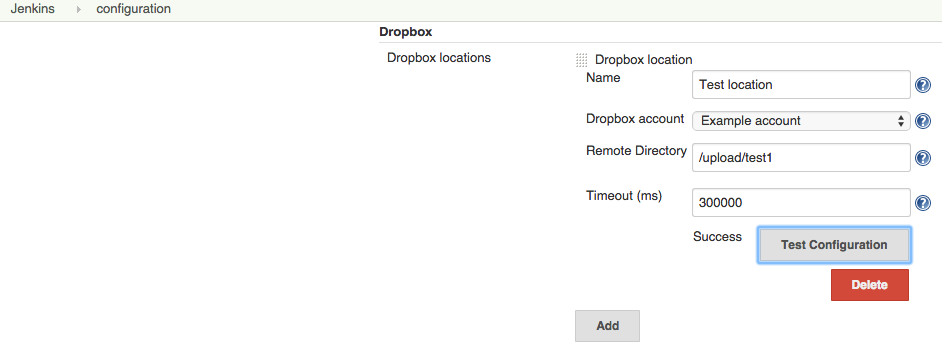 Jenkins configuration
Dropbox
Dropbox locations
Dropbox location
Name
Test location
Dropbox account
Example account
Remote Directory
/upload/test1
Timeout (ms)
300000
Success
Test Configuration
Delete
Add